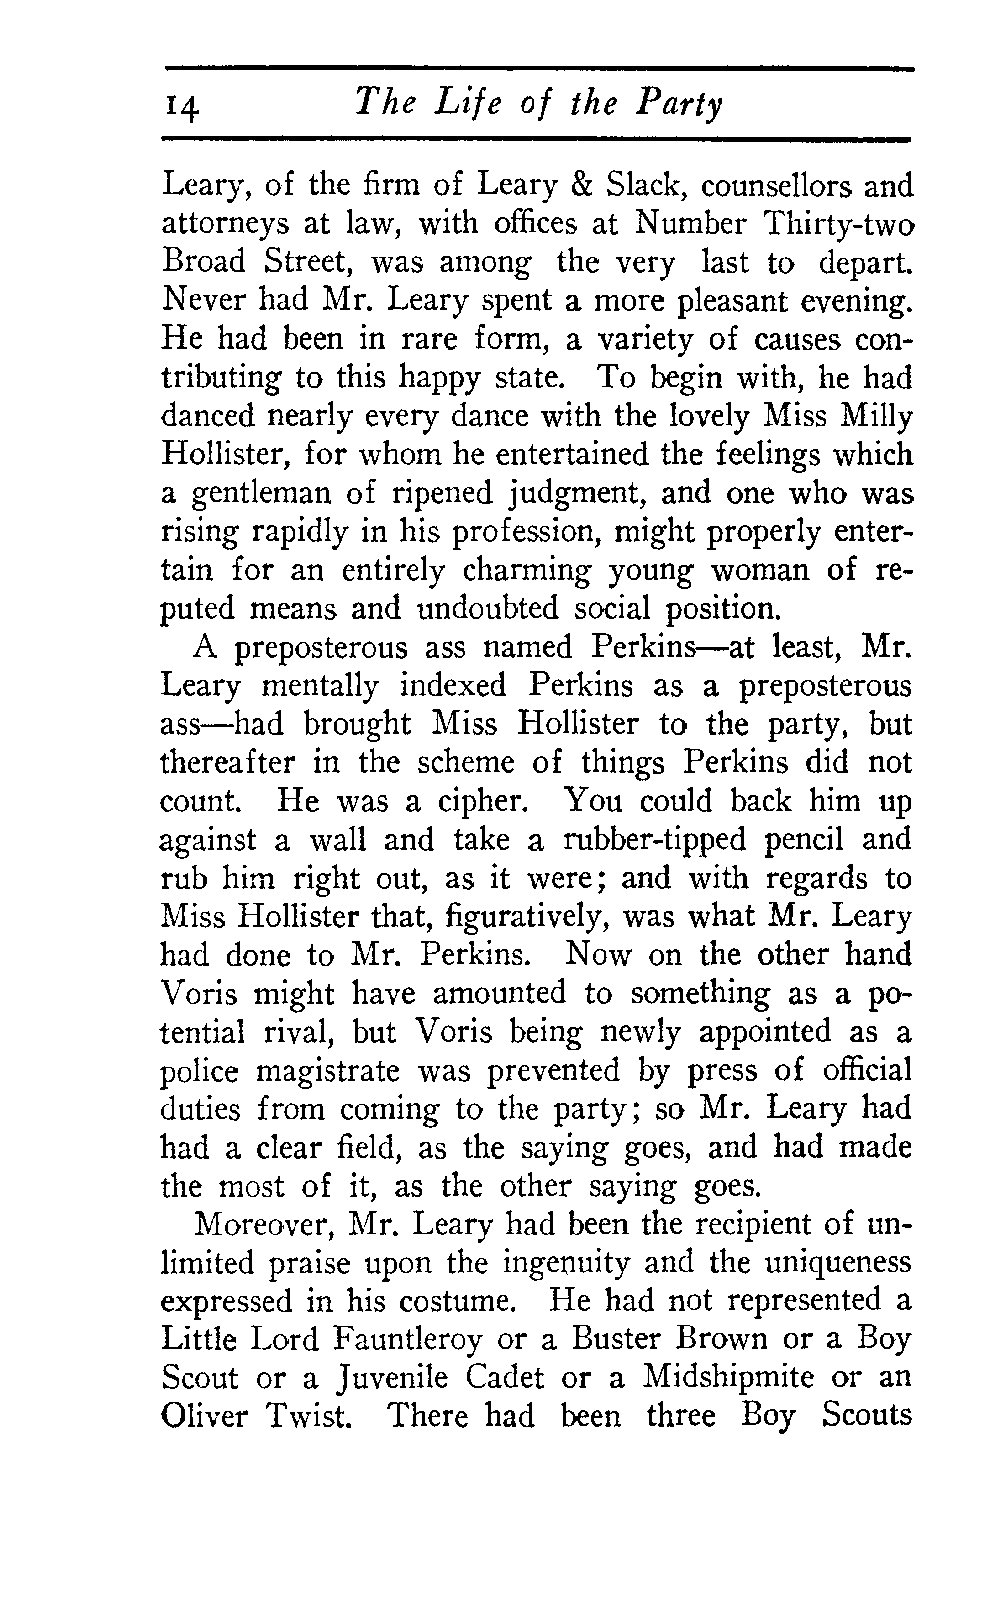 14 The Life of the Party
Leary, of the firm of Leary & Slack, counsellors and
attorneys at law, with offices at Number Thirty-two
Broad Street, was among the very last to depart.
Never had Mr. Leary spent a more pleasant evening.
He had been in rare form, a variety of causes con-
tributing to this happy state. To begin with, he had
danced nearly every dance with the lovely Miss Milly
Hollister, for whom he entertained the feelings which
a gentleman of ripened judgment, and one who was
rising rapidly in his profession, might properly enter-
tain for an entirely charming young woman of re-
puted means and undoubted social position.
A preposterous ass named Perkins—at least, Mr.
Leary mentally indexed Perkins as a preposterous
ass—had brought Miss Hollister to the party, but
thereafter in the scheme of things Perkins did not
count. He was a cipher. You could back him up
against a wall and take a rubber-tipped pencil and
rub him right out, as it were; and with regards to
Miss Hollister that, figuratively, was what Mr. Leary
had done to Mr. Perkins. Now on the other hand
Voris might have amounted to something as a po-
tential rival, but Voris being newly appointed as a
police magistrate was prevented by press of official
duties from coming to the party; so Mr. Leary had
had a clear field, as the saying goes, and had made
the most of it, as the other saying goes.
Moreover, Mr. Leary had been the recipient of un-
limited praise upon the ingenuity and the uniqueness
expressed in his costume. He had not represented a
Little Lord Fauntleroy or a Buster Brown or a Boy
Scout or a Juvenile Cadet or a Midshipmite or an
Oliver Twist. There had been three Boy Scouts